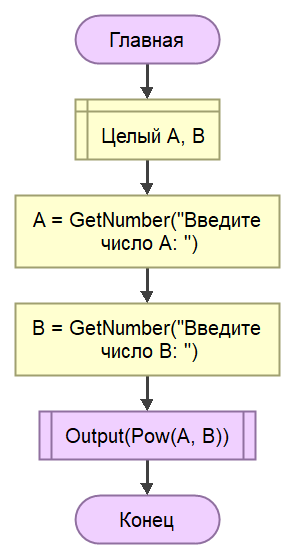 Главная
Целый A, B
A = GetNumber("Введите
число A: ")
B = GetNumber("Введите
число B: ")
Output(Pow(A, B))
Конец